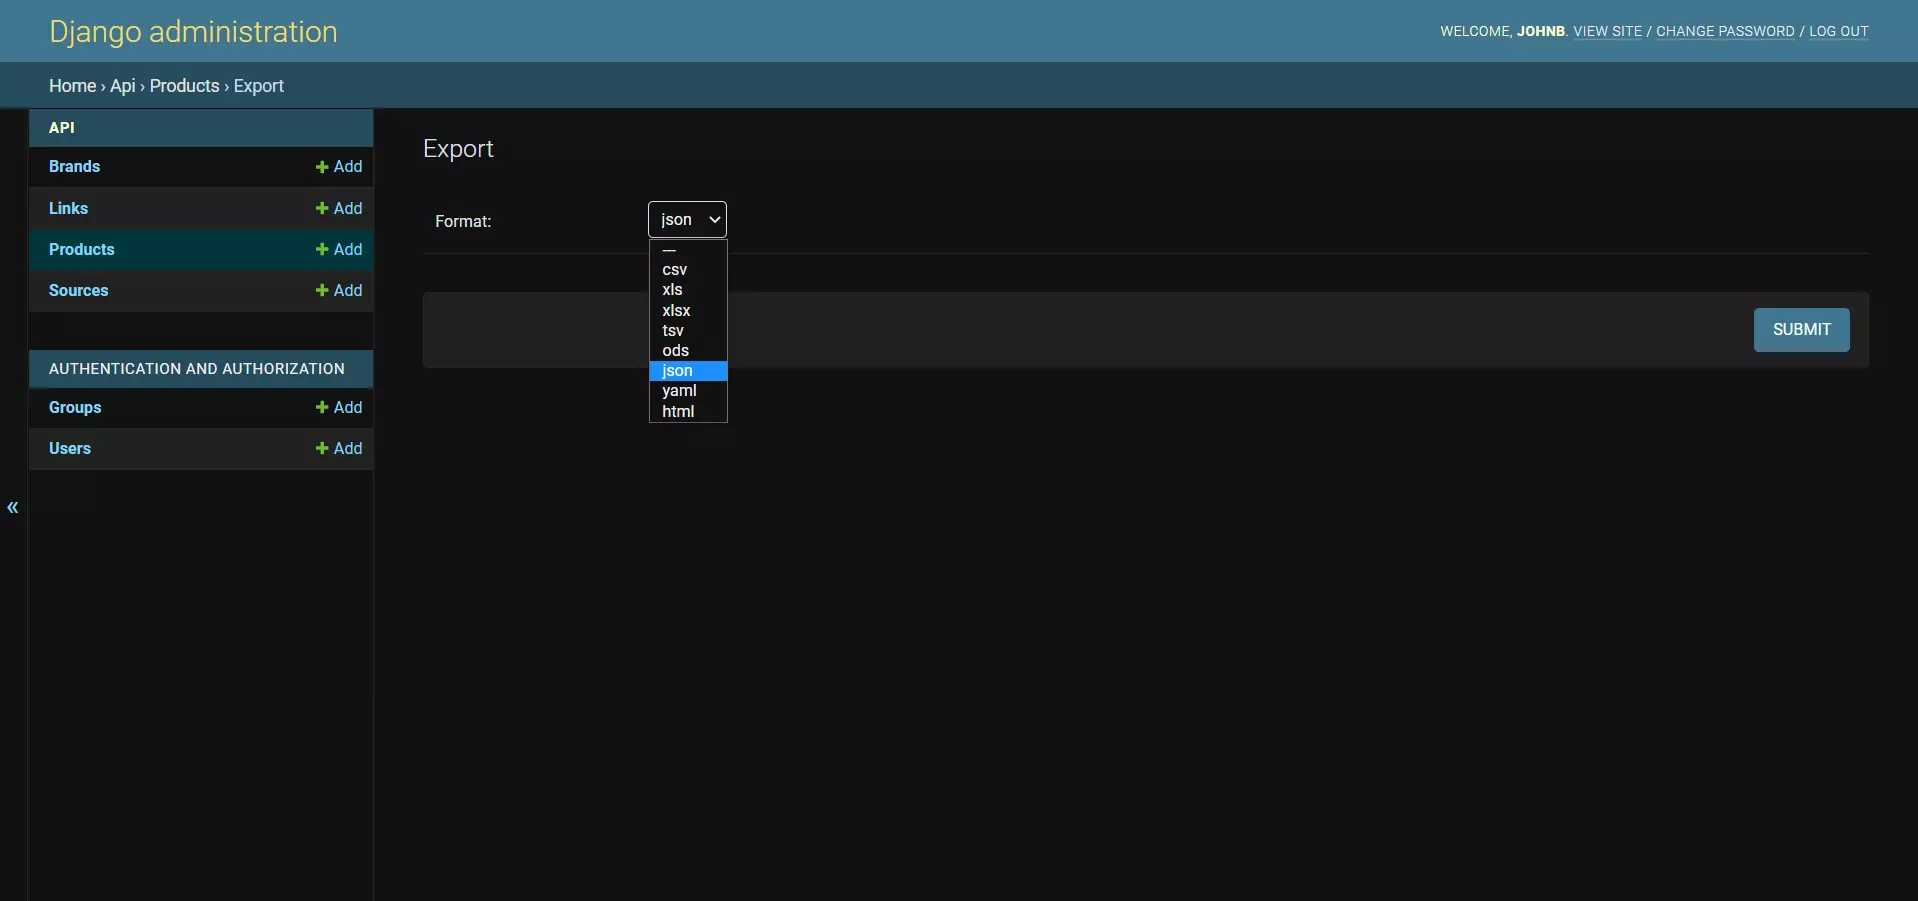 Django administration
WELCOME, JOHNB. VIEW SITE / CHANGE PASSWORD / LOG OUT
Home › Api › Products › Export
API
Brands + Add
Links + Add
Products + Add
Sources + Add
AUTHENTICATION AND AUTHORIZATION
Groups + Add
Users + Add
«
Export
Format: json
---
csv
xls
xlsx
tsv
ods
json
yaml
html
SUBMIT